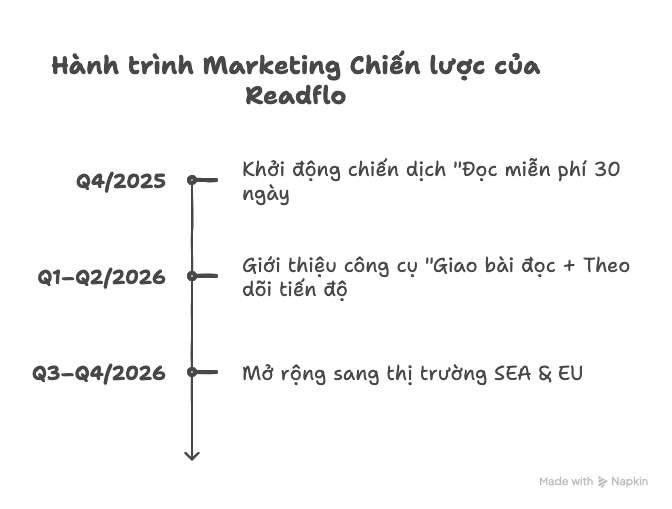 Hành trình Marketing Chiến lược của
Readflo
Q4/2025
Khởi động chiến dịch "Đọc miễn phí 30
ngày
Q1–Q2/2026
Giới thiệu công cụ "Giao bài đọc + Theo
dõi tiến độ
Q3–Q4/2026
Mở rộng sang thị trường SEA & EU
Made with Napkin